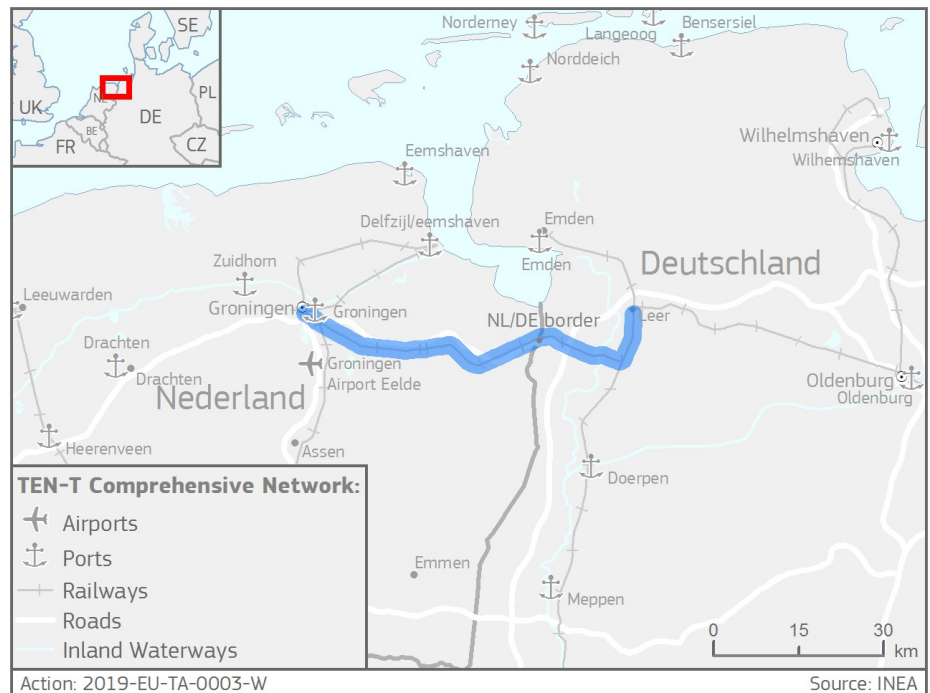 SE
UK
NL
DE
PL
BE
FR
CZ
Norderney
Bensersiel
Langeoog
Norddeich
Wilhelmshaven
Wilhemshaven
Eemshaven
Delfzijl/eemshaven
Emden
Emden
Deutschland
Zuidhorn
Leeuwarden
Groningen
Groningen
NL/DE border
Leer
Drachten
Drachten
Groningen
Airport Eelde
Nederland
Oldenburg
Oldenburg
Heerenveen
Assen
Doerpen
Emmen
Meppen
TEN-T Comprehensive Network:
Airports
Ports
Railways
Roads
Inland Waterways
0 15 30
km
Action: 2019-EU-TA-0003-W
Source: INEA